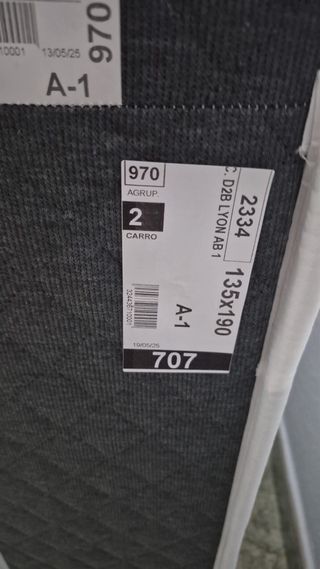 10001
13/05/25
A-1
970
970
AGRUP.
2
CARRO
C. D2B LYON AB 1
2334
135x190
A-1
19/05/25
707